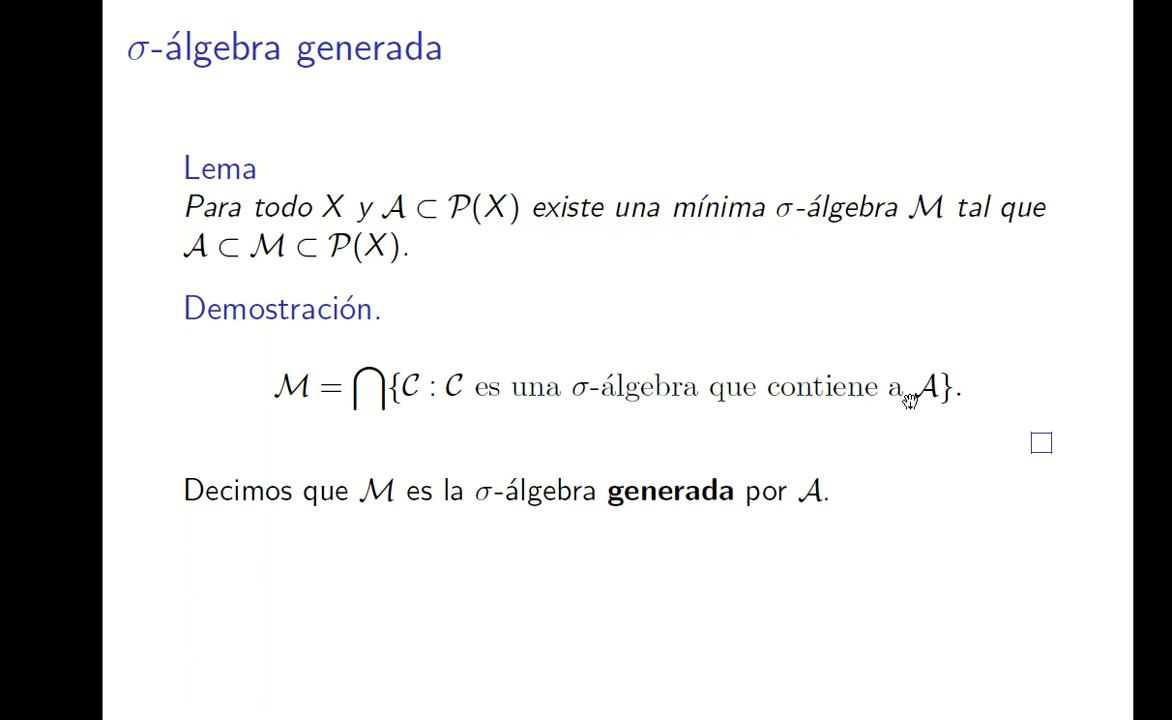 σ-álgebra generada
Lema
Para todo X y 𝒜 ⊂ 𝒫(X) existe una mínima σ-álgebra ℳ tal que
𝒜 ⊂ ℳ ⊂ 𝒫(X).
Demostración.
ℳ = ⋂{𝒞 : 𝒞 es una σ-álgebra que contiene a 𝒜}.
□
Decimos que ℳ es la σ-álgebra generada por 𝒜.